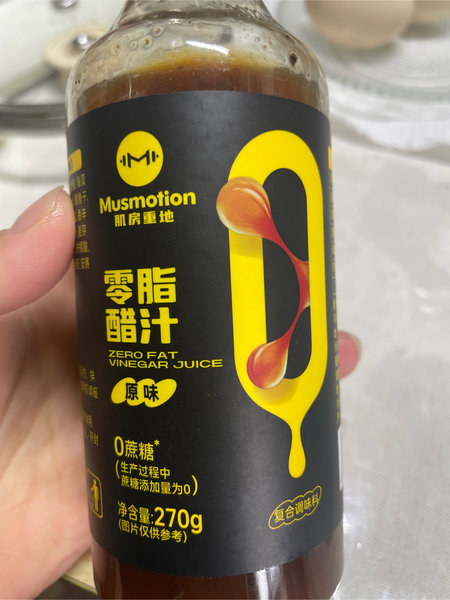 M
Musmotion
肌房重地
零脂
醋汁
ZERO FAT
VINEGAR JUICE
原味
0蔗糖*
(生产过程中
蔗糖添加量为0)
净含量:270g
(图片仅供参考)
复合调味料